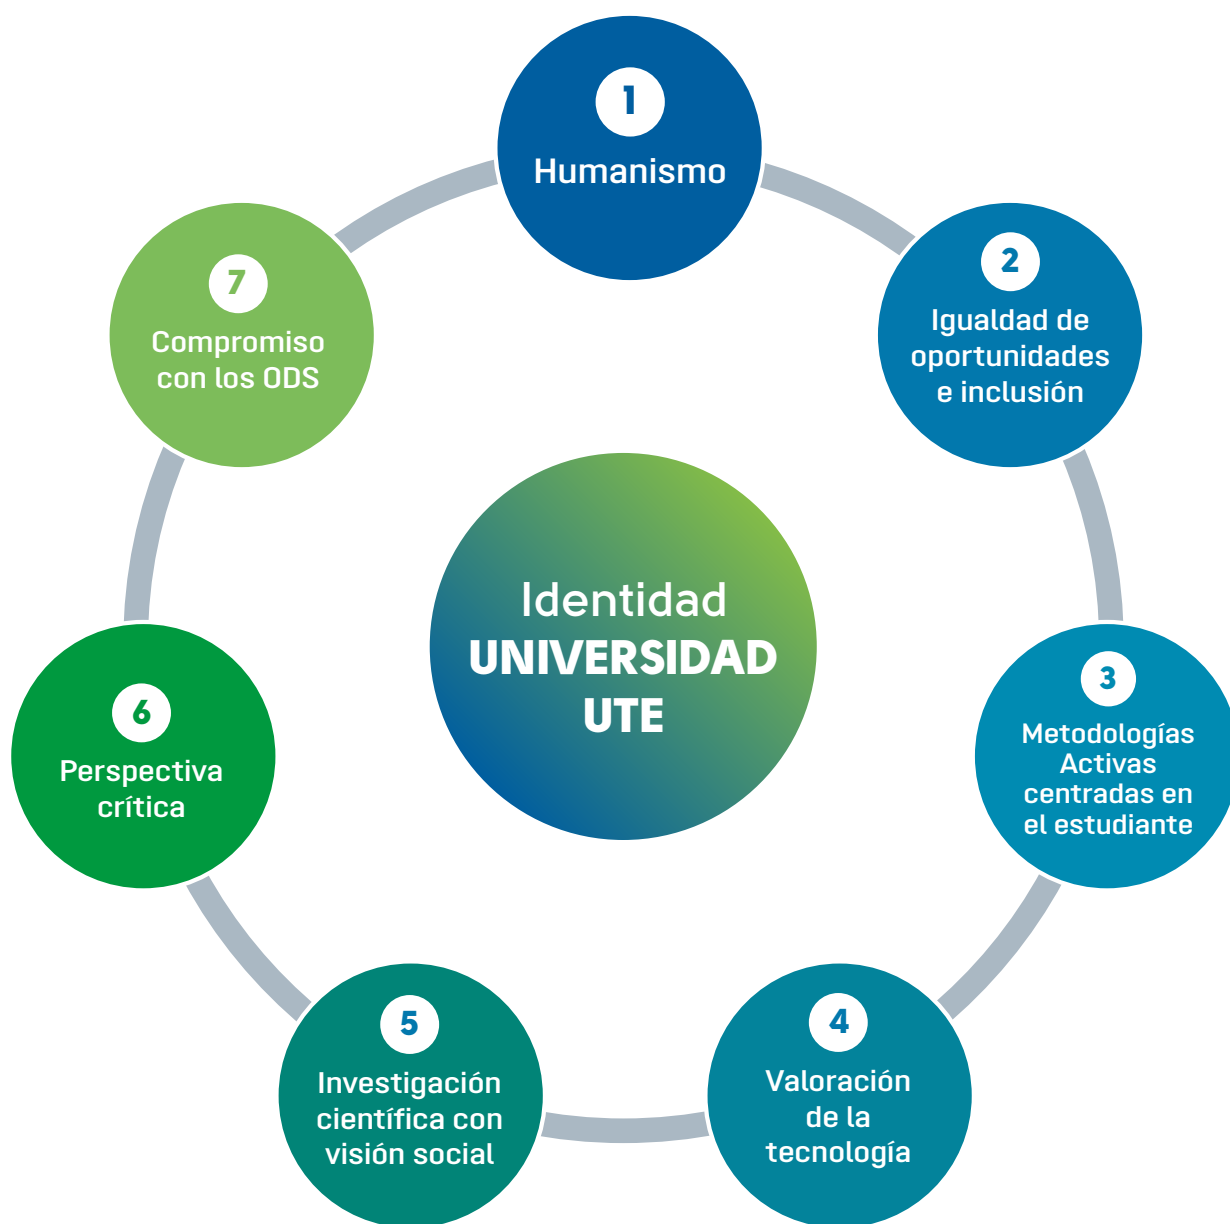 1
Humanismo
2
Igualdad de
oportunidades
e inclusión
3
Metodologías
Activas
centradas en
el estudiante
4
Valoración
de la
tecnología
5
Investigación
científica con
visión social
6
Perspectiva
crítica
7
Compromiso
con los ODS
Identidad
UNIVERSIDAD
UTE